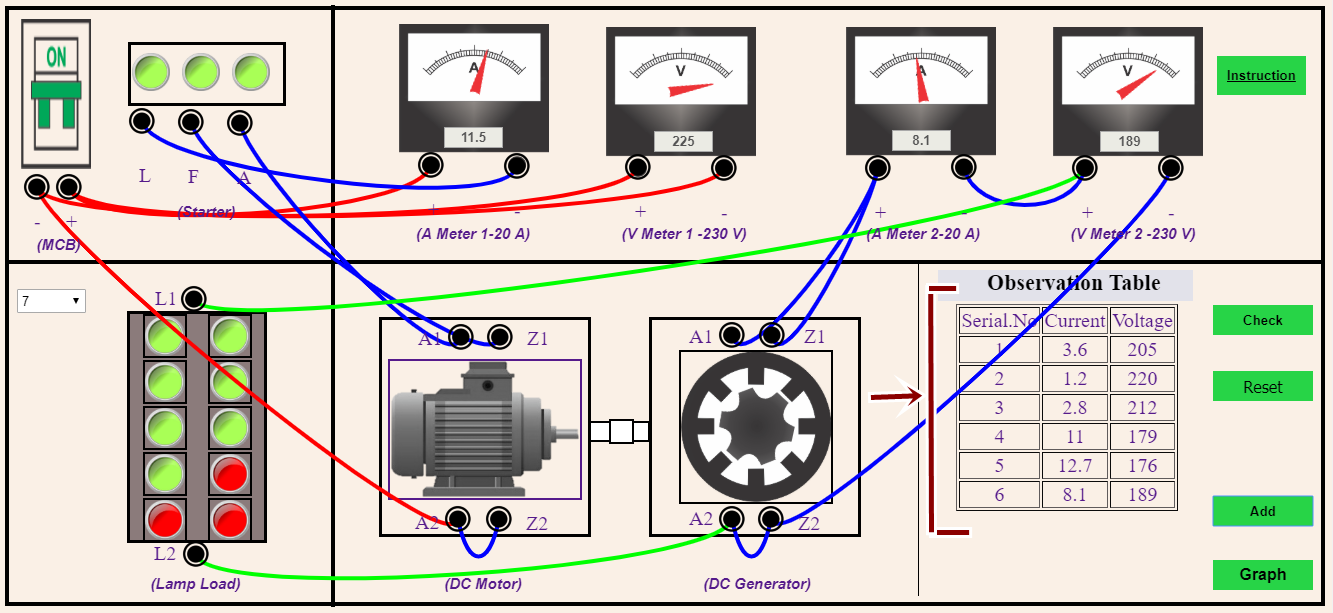 ON
L F A
(Starter)
- +
(MCB)
A
11.5
+ -
(A Meter 1-20 A)
V
225
+ -
(V Meter 1 -230 V)
A
8.1
+ -
(A Meter 2-20 A)
V
189
+ -
(V Meter 2 -230 V)
Instruction
7
L1
L2
(Lamp Load)
A1 Z1
A2 Z2
(DC Motor)
A1 Z1
A2 Z2
(DC Generator)
Observation Table
Serial.No Current Voltage
1 3.6 205
2 1.2 220
3 2.8 212
4 11 179
5 12.7 176
6 8.1 189
Check
Reset
Add
Graph